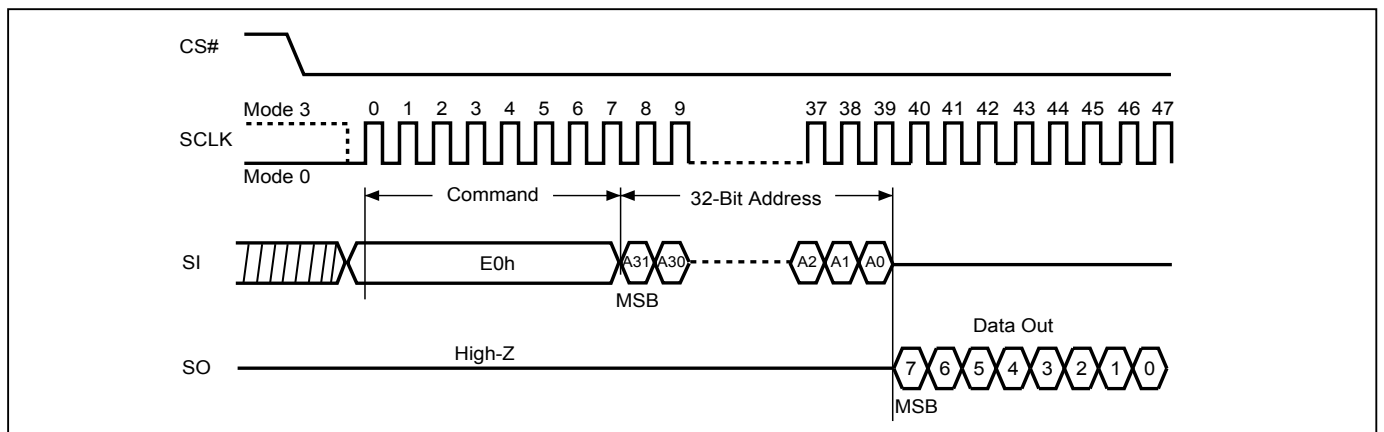 CS#
Mode 3
0 1 2 3 4 5 6 7 8 9 37 38 39 40 41 42 43 44 45 46 47
SCLK
Mode 0
Command 32-Bit Address
SI E0h A31 A30 A2 A1 A0
MSB
Data Out
High-Z
SO 7 6 5 4 3 2 1 0
MSB